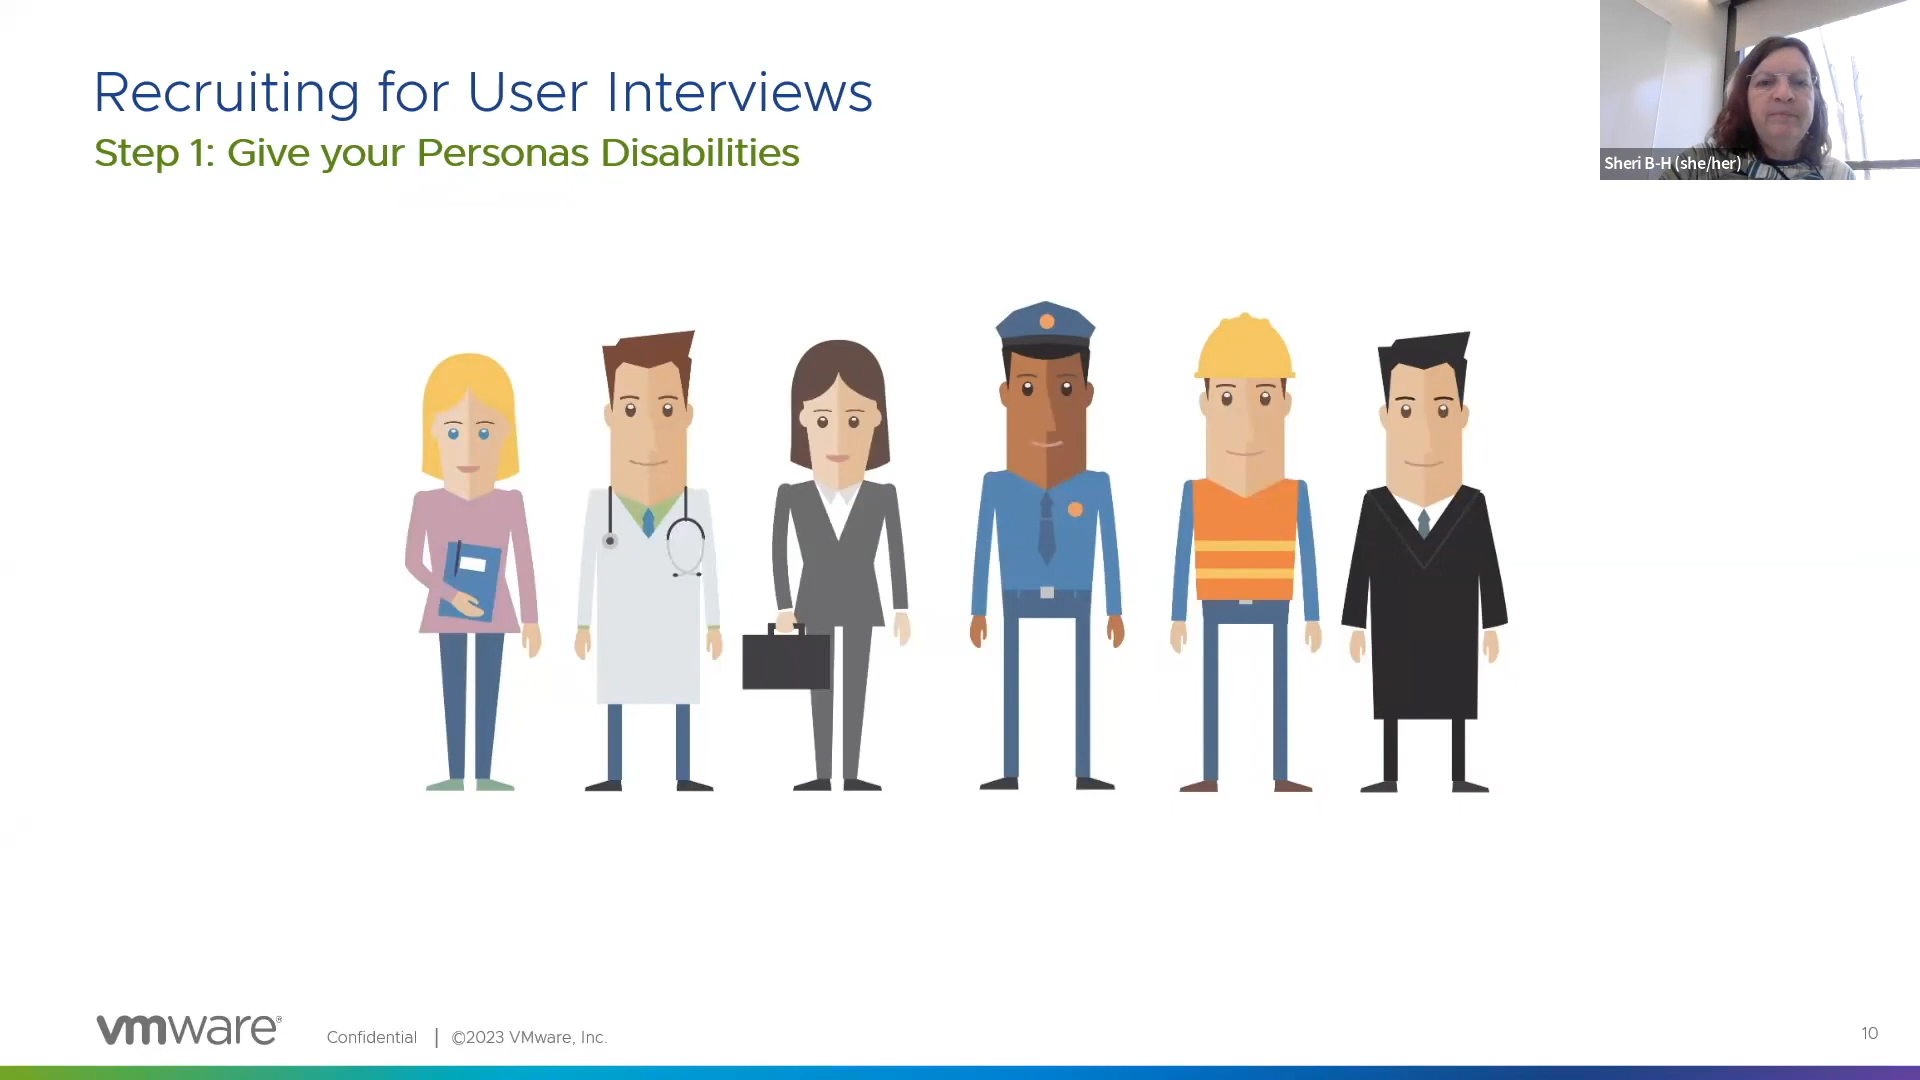 Recruiting for User Interviews
Step 1: Give your Personas Disabilities
Sheri B-H (she/her)
vmware®
Confidential | ©2023 VMware, Inc.
10